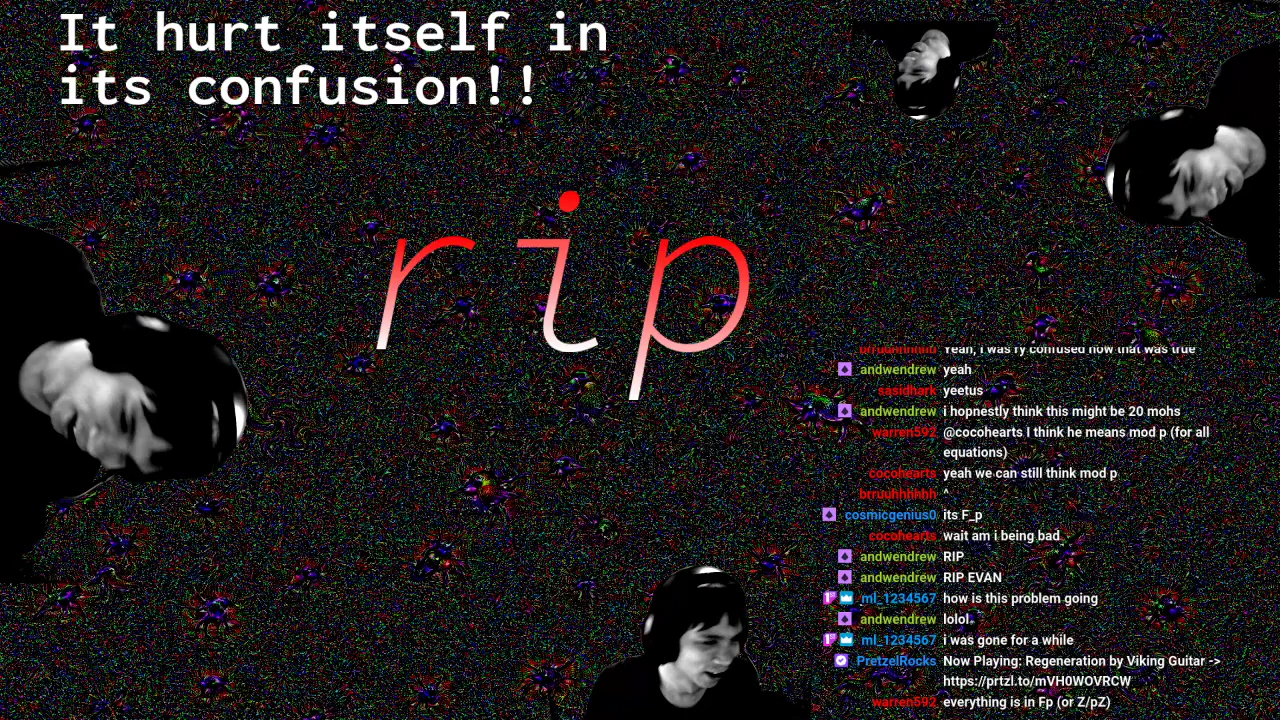 It hurt itself in
its confusion!!
rip
brruuhhhhh Yeah, I was ry confused how that was true
andwendrew yeah
sasidhark yeetus
andwendrew i hopnestly think this might be 20 mohs
warren592 @cocohearts I think he means mod p (for all
equations)
cocohearts yeah we can still think mod p
brruuhhhhh ^
cosmicgenius0 its F_p
cocohearts wait am i being bad
andwendrew RIP
andwendrew RIP EVAN
ml_1234567 how is this problem going
andwendrew lolol
ml_1234567 i was gone for a while
PretzelRocks Now Playing: Regeneration by Viking Guitar ->
https://prtzl.to/mVH0WOVRCW
warren592 everything is in Fp (or Z/pZ)